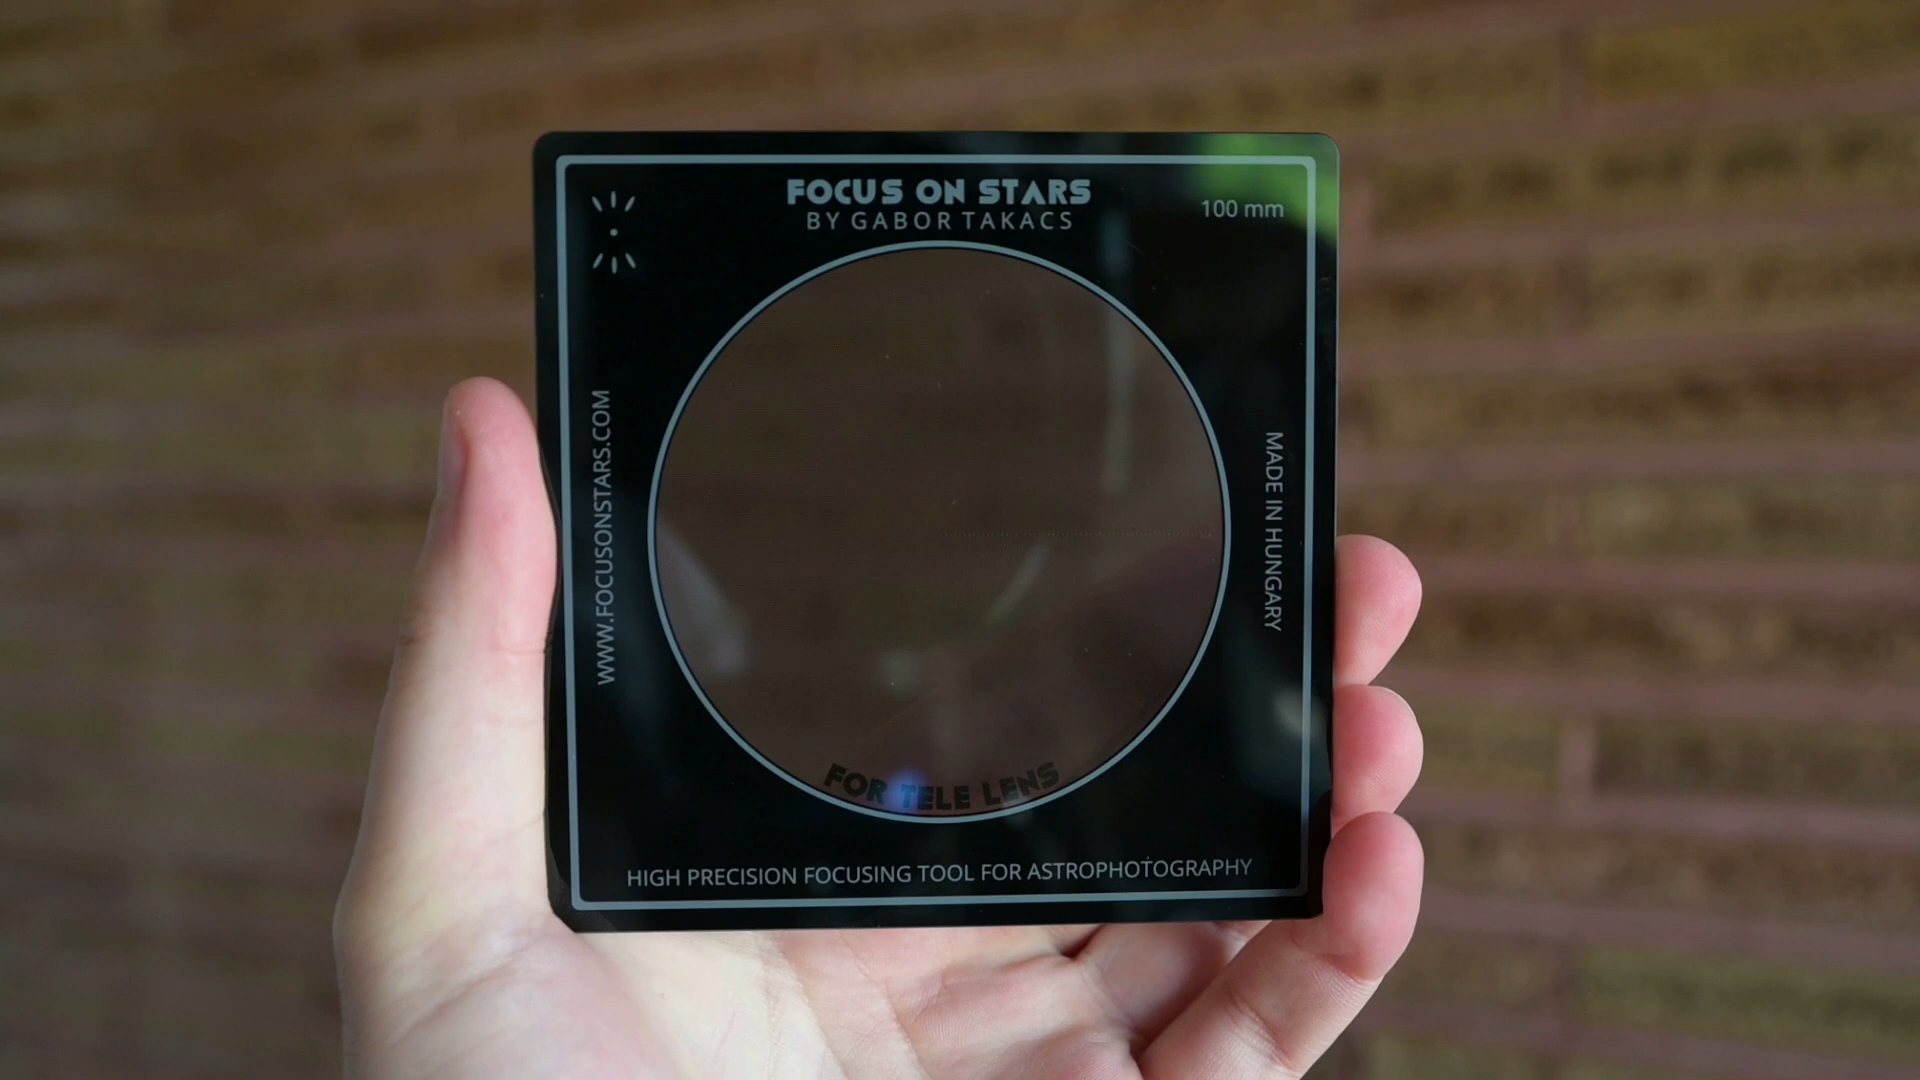 FOCUS ON STARS
BY GABOR TAKACS
100 mm
WWW.FOCUSONSTARS.COM
MADE IN HUNGARY
FOR TELE LENS
HIGH PRECISION FOCUSING TOOL FOR ASTROPHOTOGRAPHY